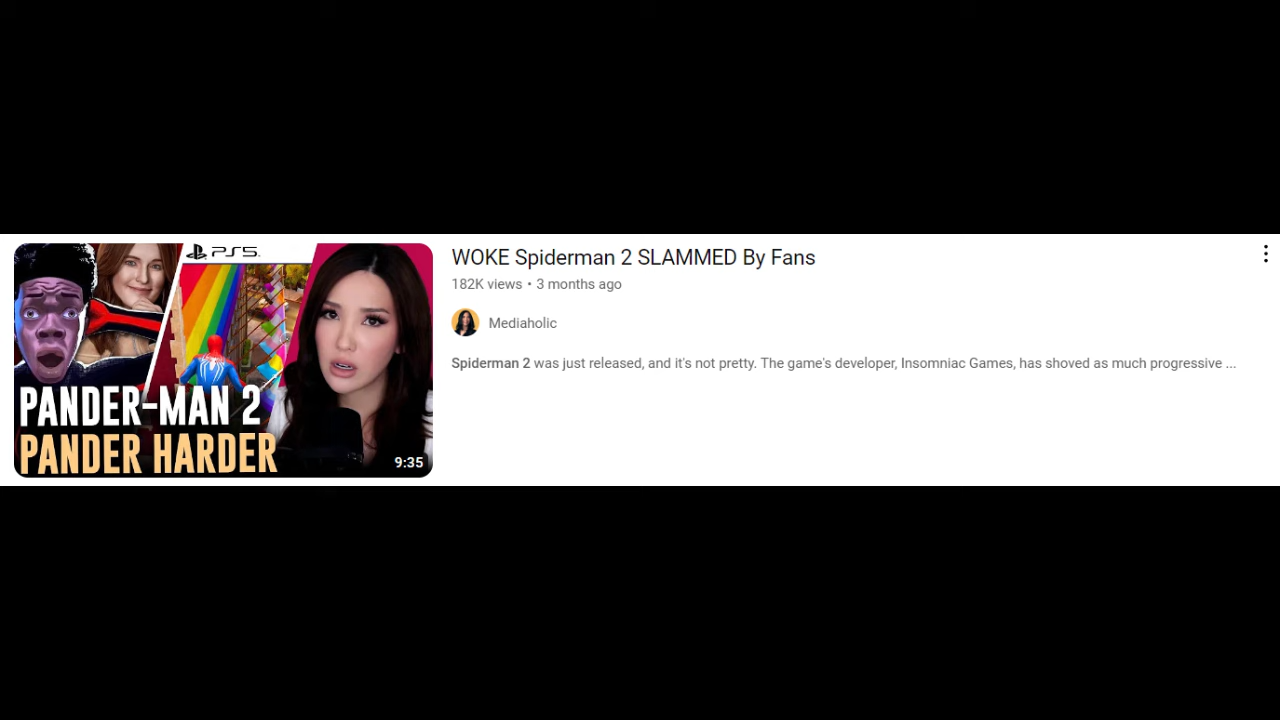 PS5
PANDER-MAN 2
PANDER HARDER
9:35
WOKE Spiderman 2 SLAMMED By Fans
182K views • 3 months ago
Mediaholic
Spiderman 2 was just released, and it's not pretty. The game's developer, Insomniac Games, has shoved as much progressive ...